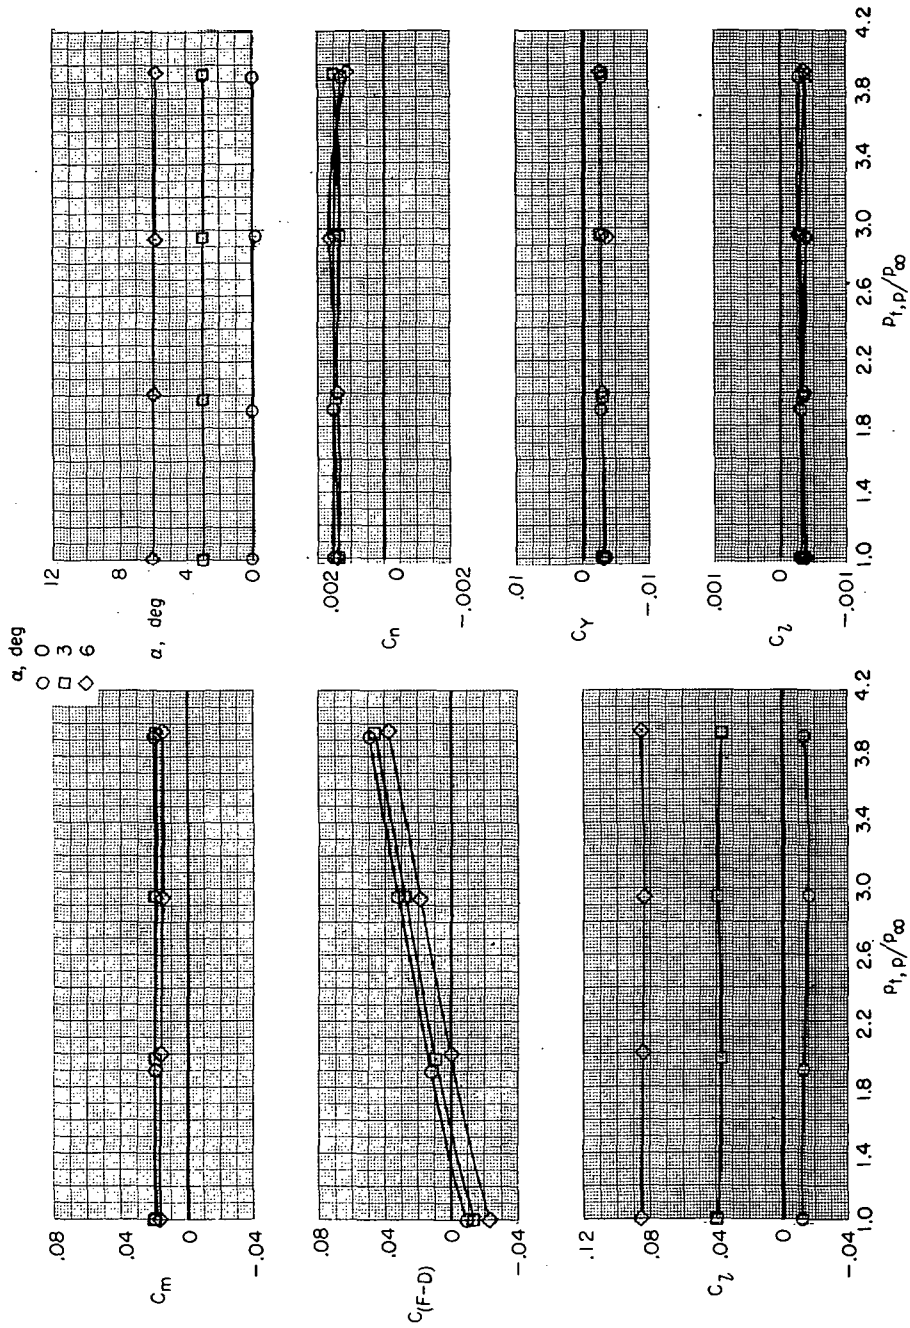 α, deg
○ 0
□ 3
◇ 6
.08
.04
0
-.04
C_m
.08
.04
0
-.04
C_(F-D)
.12
.08
.04
0
-.04
C_l
1.0 1.4 1.8 2.2 2.6 3.0 3.4 3.8 4.2
p_t,p/p_∞
12
8
4
0
α, deg
.002
0
-.002
C_n
.01
0
-.01
C_Y
.001
0
-.001
C_l
1.0 1.4 1.8 2.2 2.6 3.0 3.4 3.8 4.2
p_t,p/p_∞